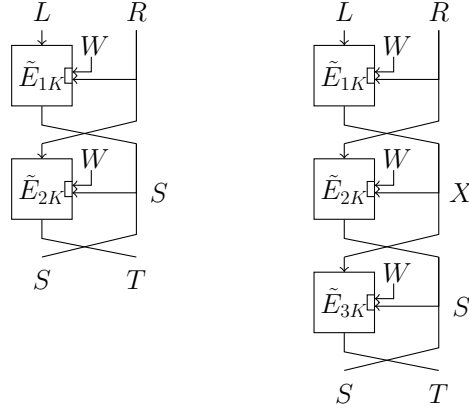 L R L R
W W
Ẽ1K Ẽ1K
W W
Ẽ2K S Ẽ2K X
W
S T Ẽ3K S
S T